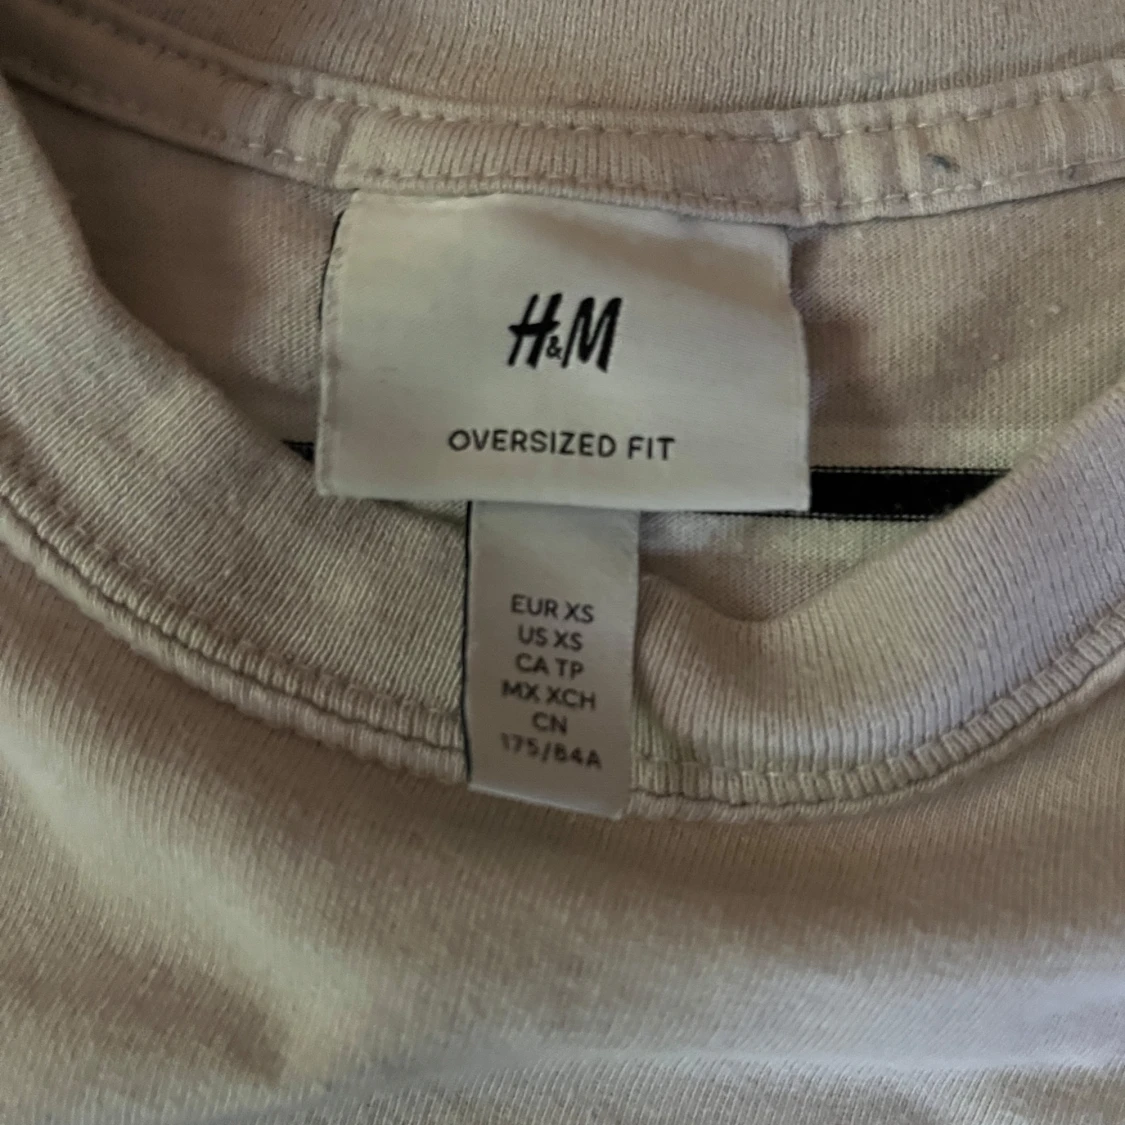 H&M
OVERSIZED FIT
EUR XS
US XS
CA TP
MX XCH
CN
175/84A